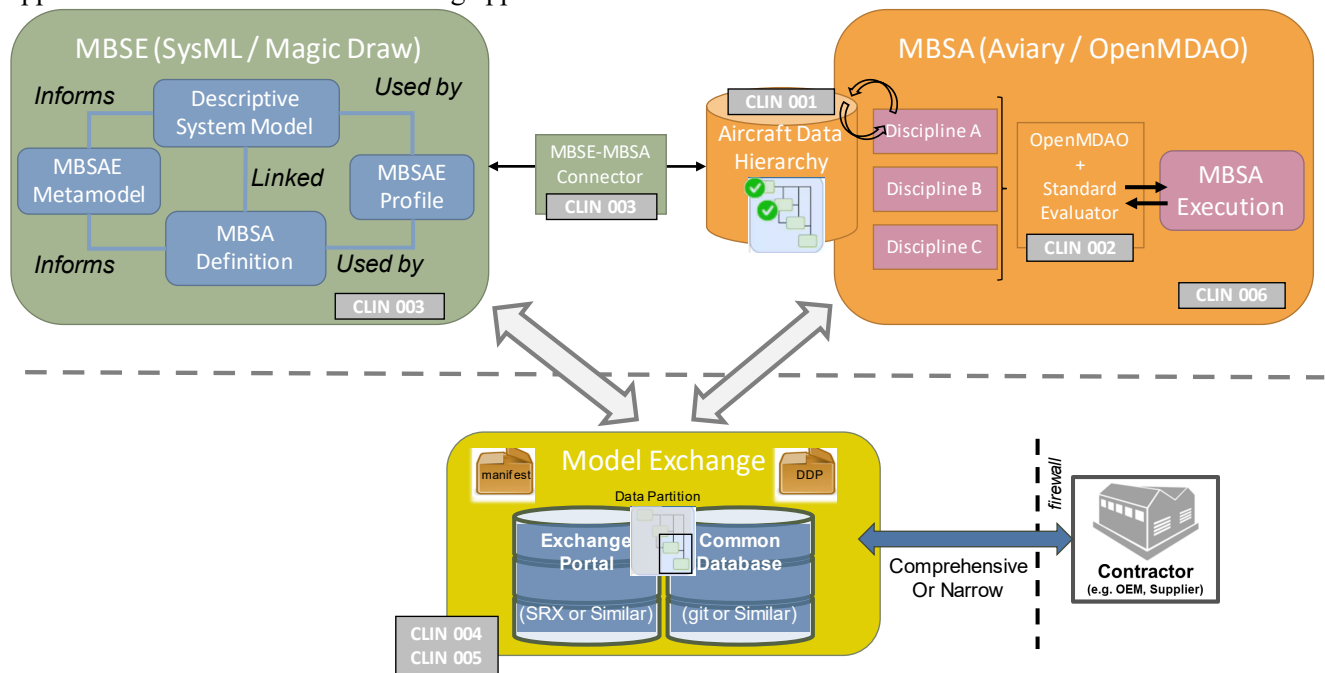 MBSE (SysML / Magic Draw)
Informs
Descriptive
System Model
Used by
MBSAE
Metamodel
Linked
MBSAE
Profile
MBSA
Definition
Informs
Used by
CLIN 003
MBSE-MBSA
Connector
CLIN 003
MBSA (Aviary / OpenMDAO)
CLIN 001
Aircraft Data
Hierarchy
Discipline A
Discipline B
Discipline C
OpenMDAO
+
Standard
Evaluator
CLIN 002
MBSA
Execution
CLIN 006
Model Exchange
manifest
DDP
Data Partition
Exchange
Portal
(SRX or Similar)
Common
Database
(git or Similar)
CLIN 004
CLIN 005
Comprehensive
Or Narrow
firewall
Contractor
(e.g. OEM, Supplier)